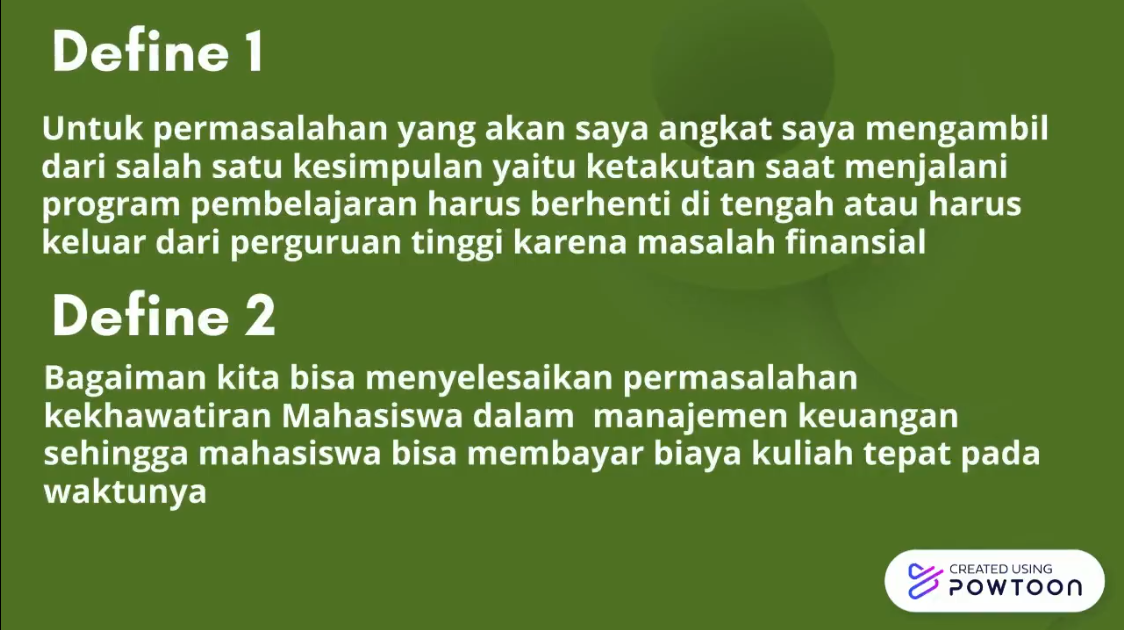 Define 1
Untuk permasalahan yang akan saya angkat saya mengambil
dari salah satu kesimpulan yaitu ketakutan saat menjalani
program pembelajaran harus berhenti di tengah atau harus
keluar dari perguruan tinggi karena masalah finansial
Define 2
Bagaiman kita bisa menyelesaikan permasalahan
kekhawatiran Mahasiswa dalam  manajemen keuangan
sehingga mahasiswa bisa membayar biaya kuliah tepat pada
waktunya
CREATED USING
POWTOON